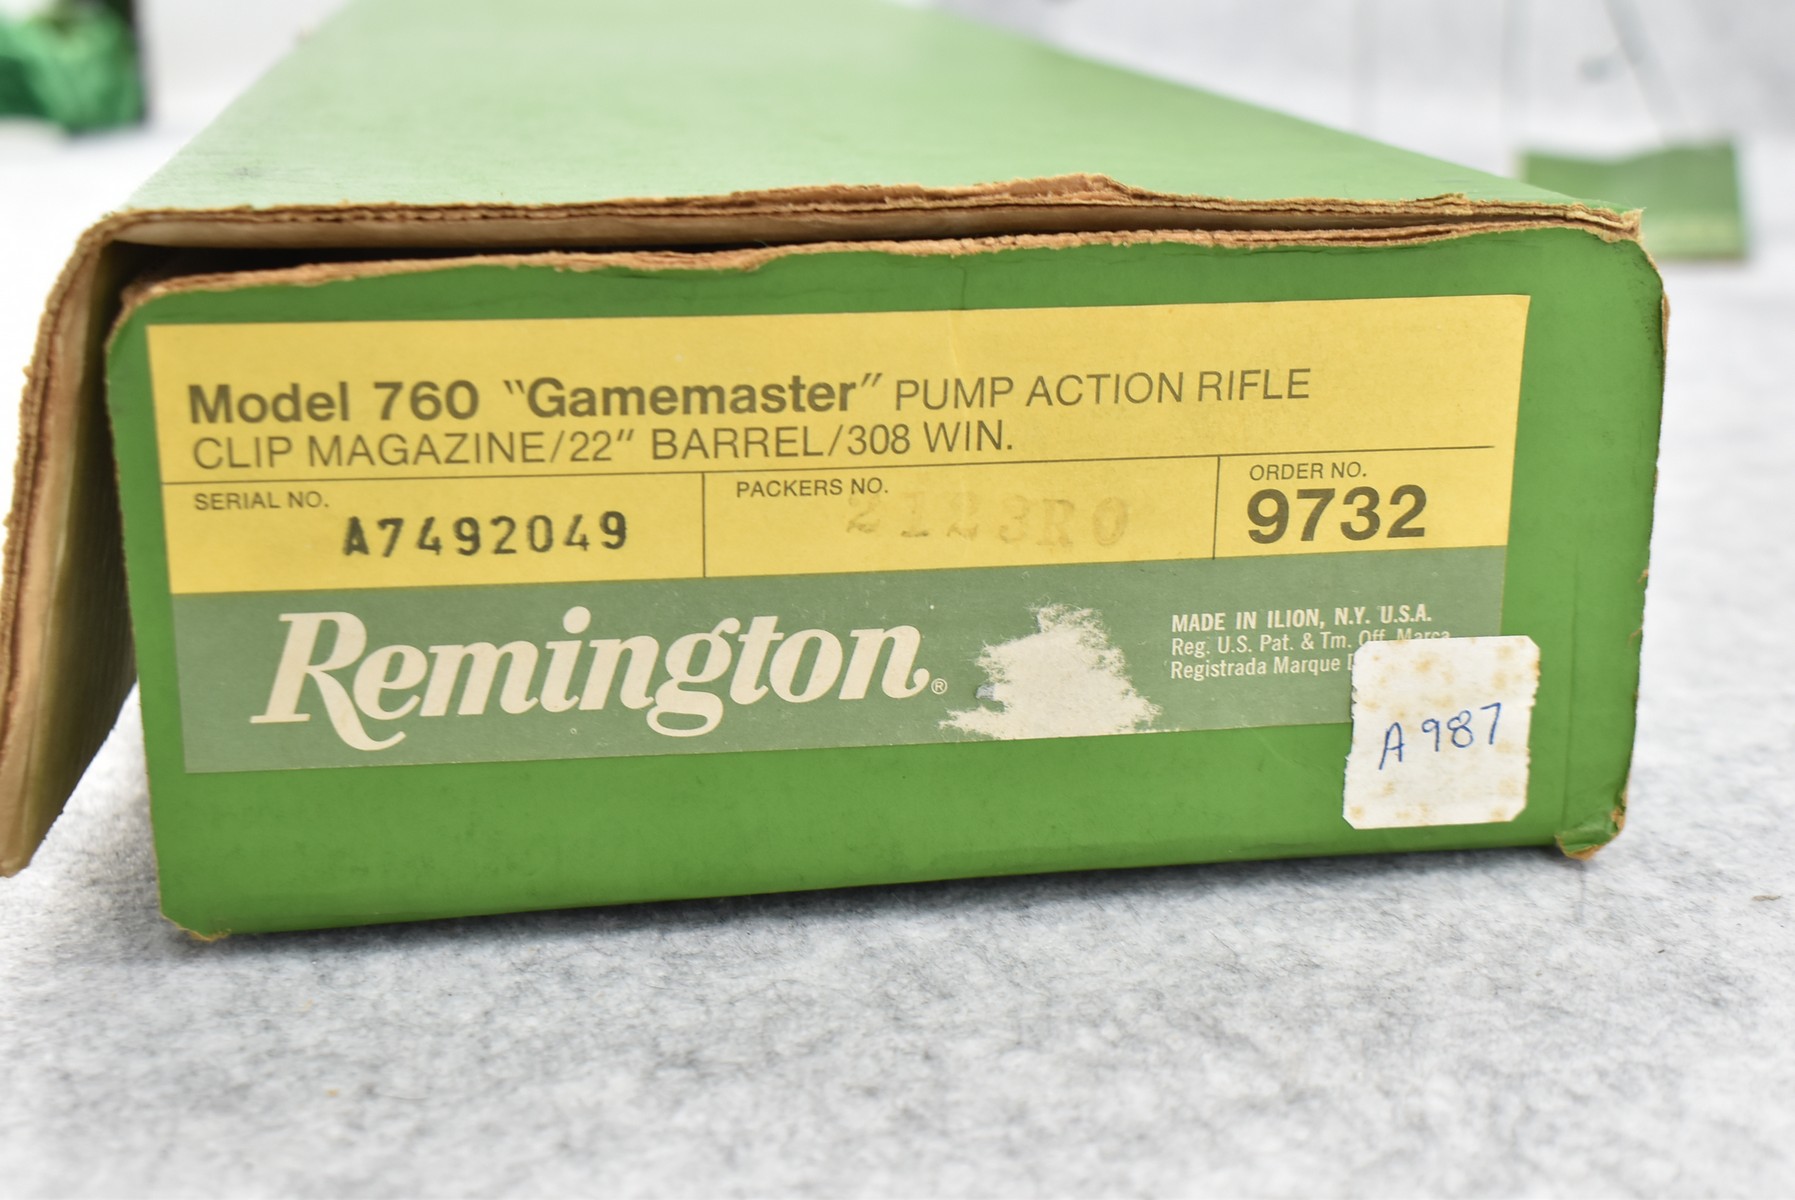 Model 760 "Gamemaster" PUMP ACTION RIFLE
CLIP MAGAZINE/22" BARREL/308 WIN.
SERIAL NO.
A7492049
PACKERS NO.
2123R0
ORDER NO.
9732
Remington®
MADE IN ILION, N.Y. U.S.A.
Reg. U.S. Pat. & Tm. Off. Marca
Registrada Marque
A987